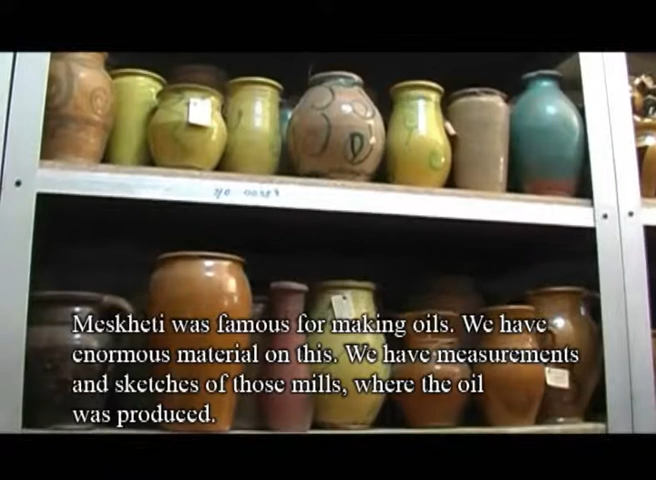 Meskheti was famous for making oils. We have
enormous material on this. We have measurements
and sketches of those mills, where the oil
was produced.